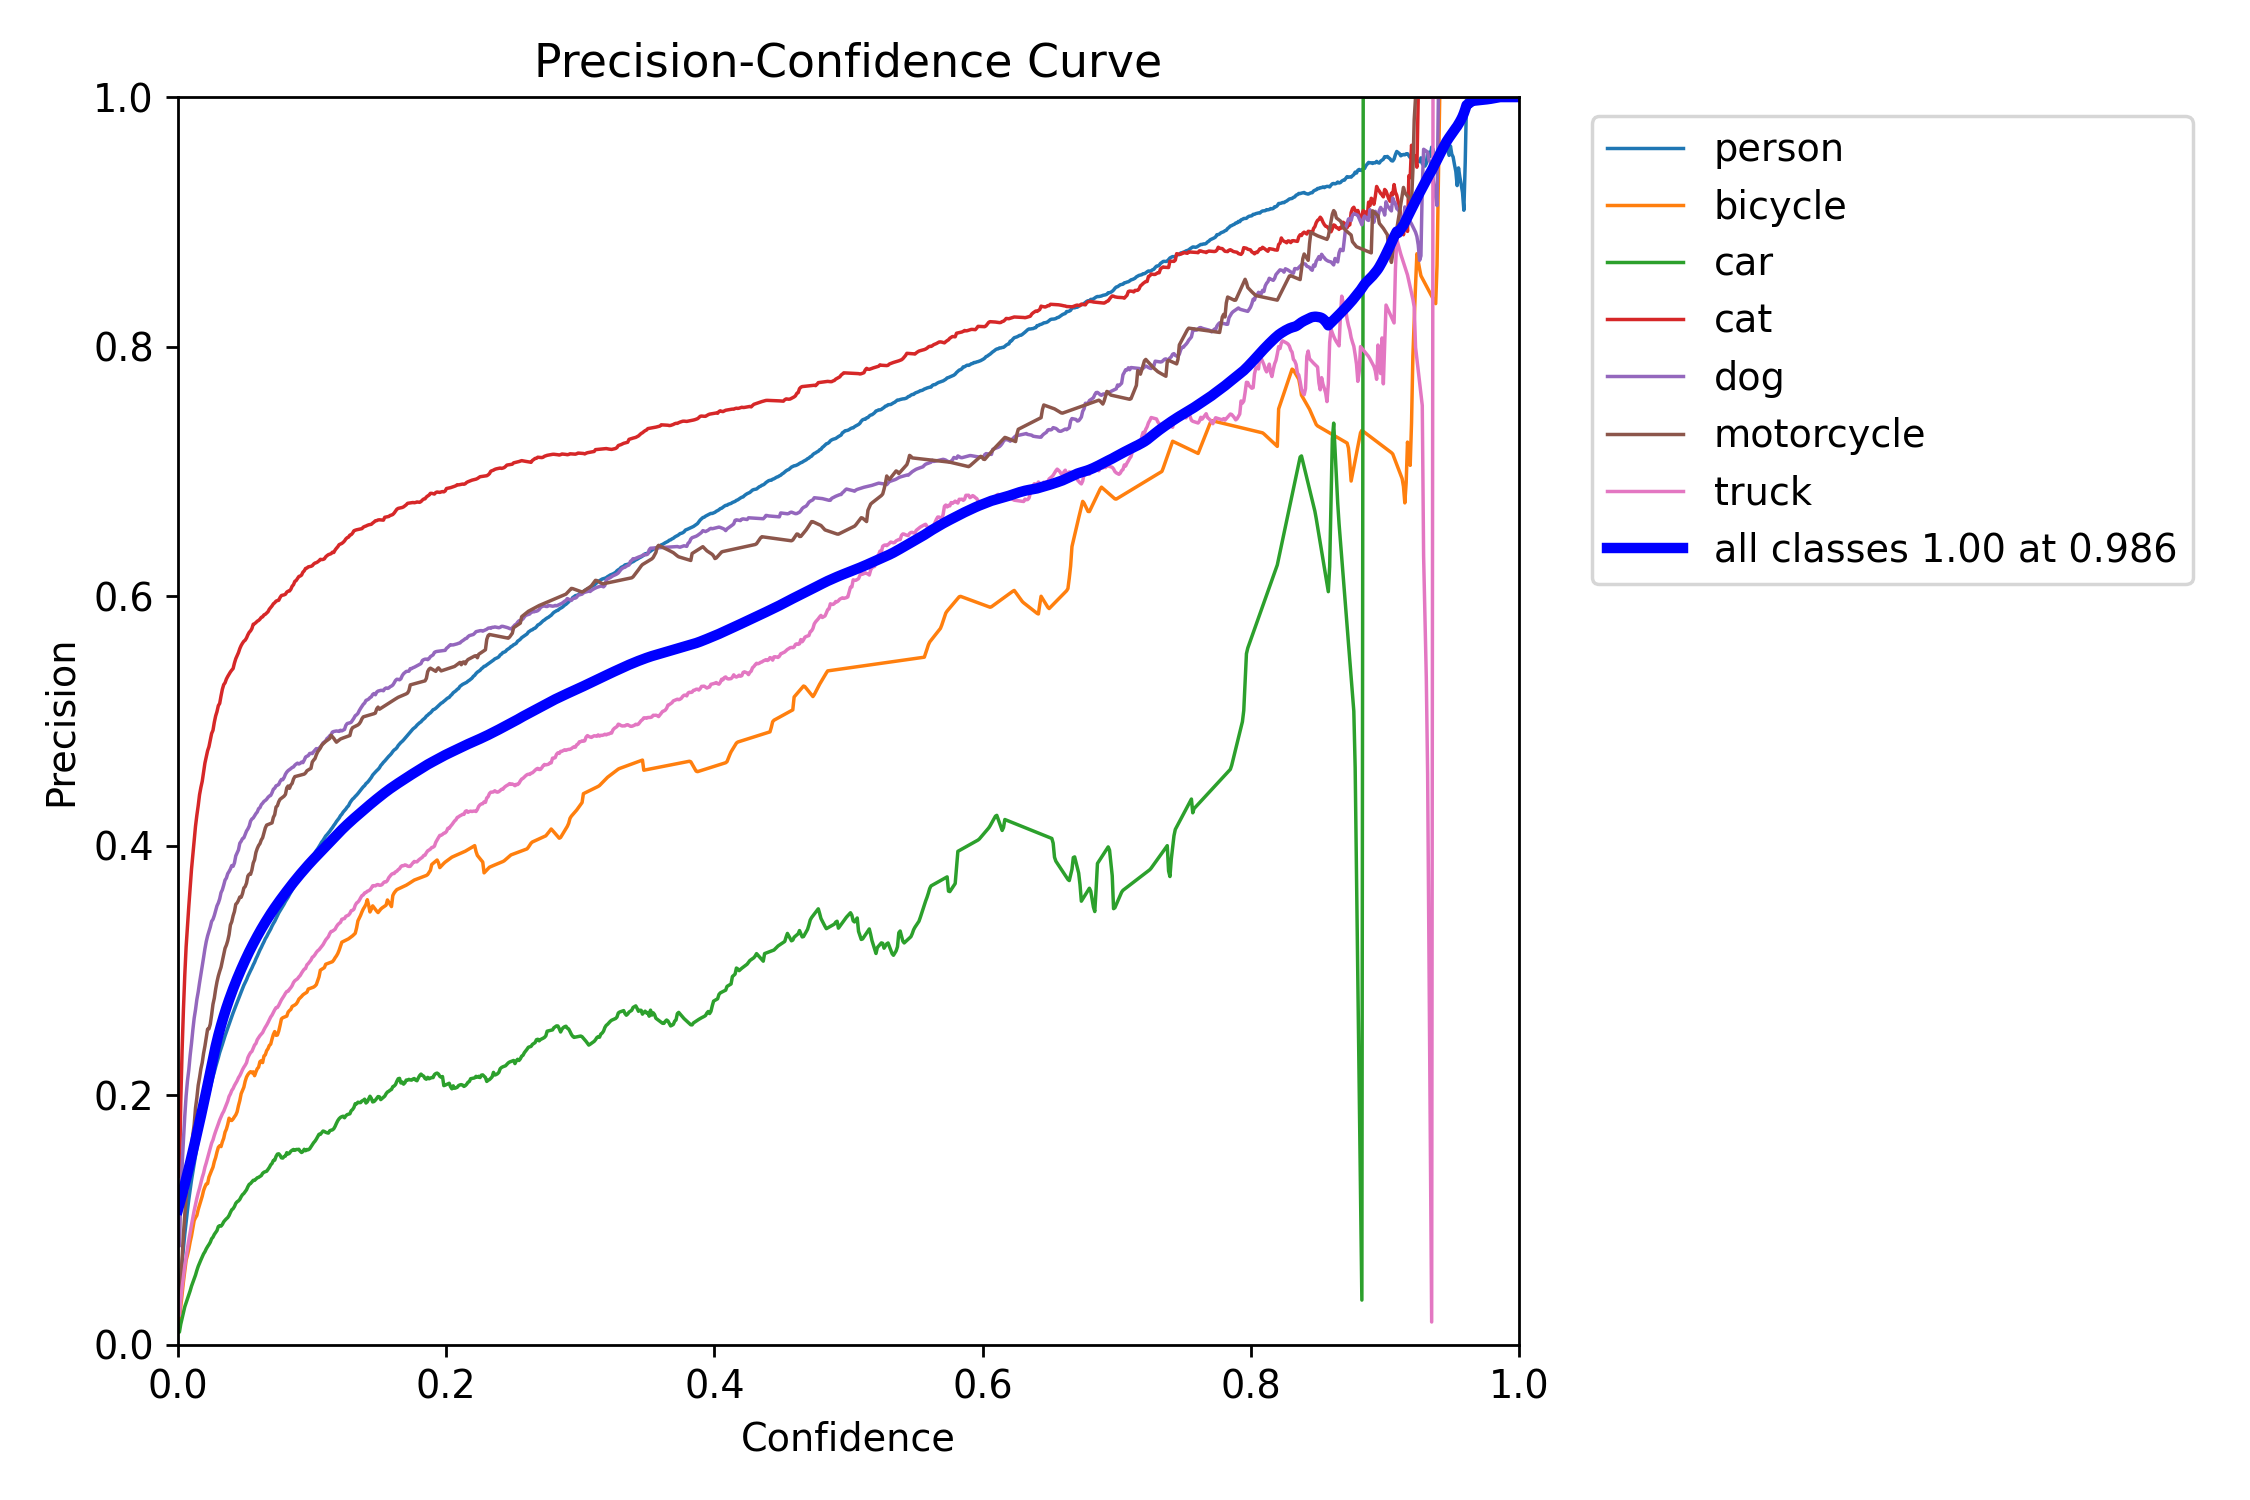 Precision-Confidence Curve
1.0
0.8
0.6
0.4
0.2
0.0
Precision
0.0 0.2 0.4 0.6 0.8 1.0
Confidence
person
bicycle
car
cat
dog
motorcycle
truck
all classes 1.00 at 0.986